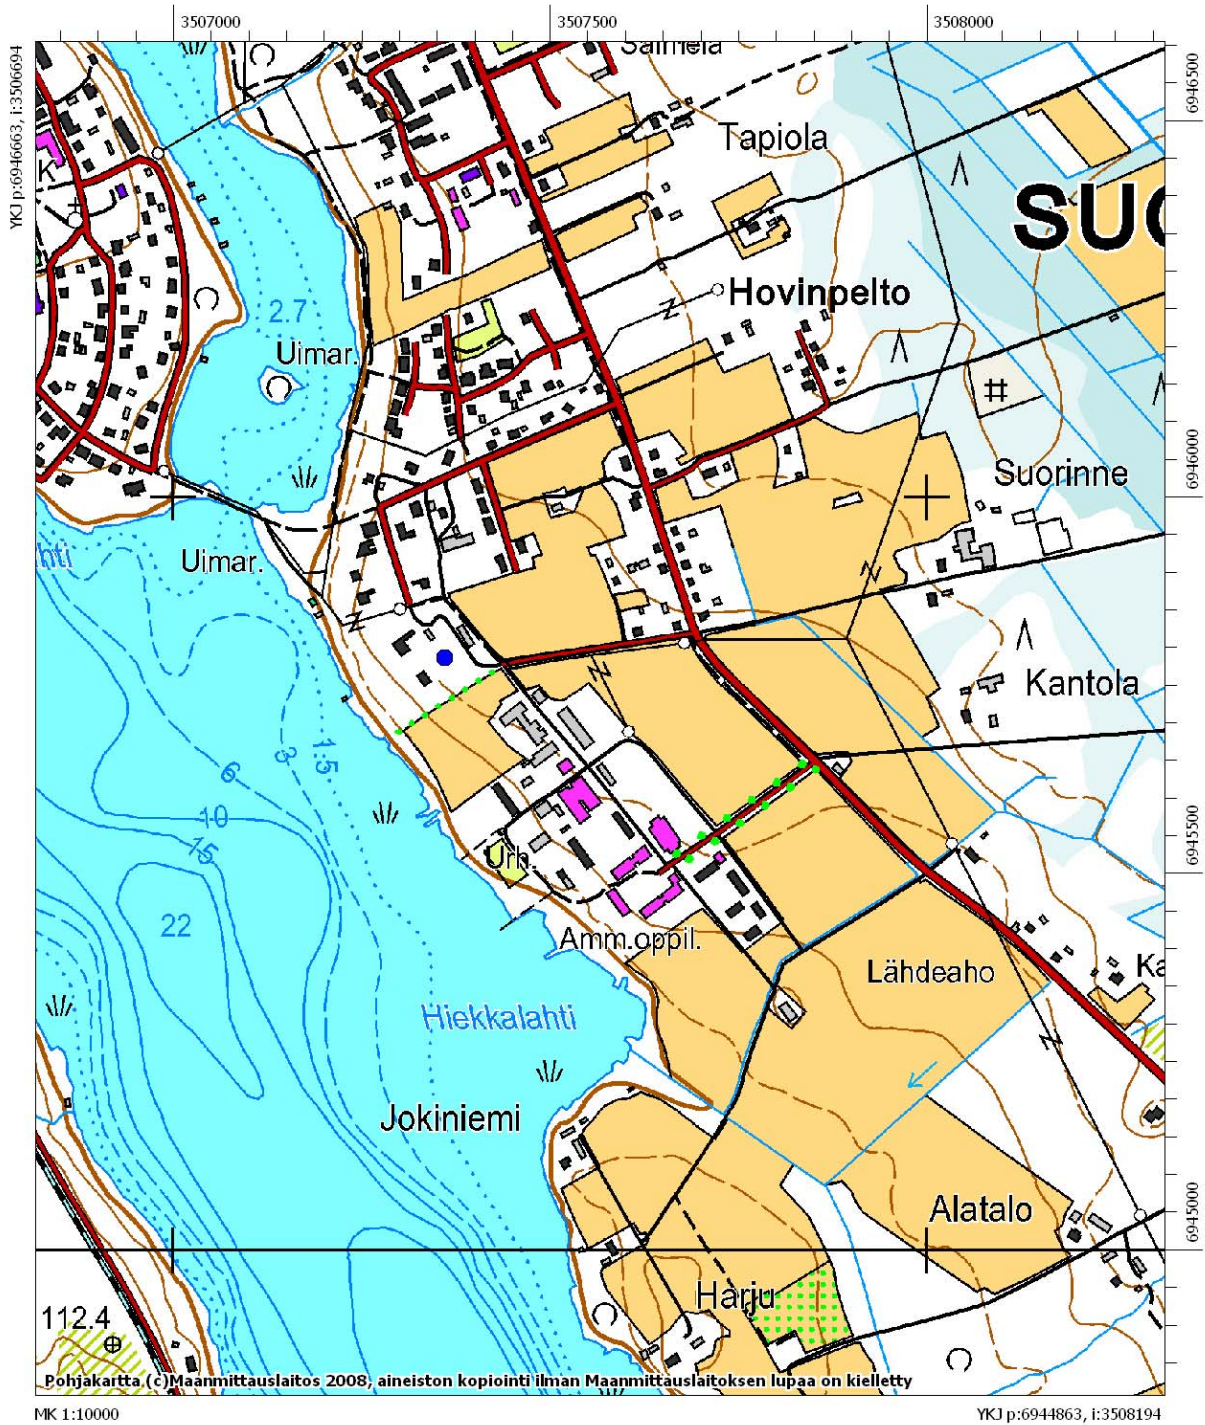 3507000
3507500
3508000
YKJ p:6946663, i:3506694
6946500
Salmela
Tapiola
K
SUO
Hovinpelto
2.7
Uimar.
6946000
Suorinne
hti
Uimar.
Kantola
6
3
1.5
10
15
6945500
Urh.
22
Amm.oppil.
Lähdeaho
Ka
Hiekkalahti
Jokiniemi
Alatalo
6945000
Harju
112.4
Pohjakartta (c)Maanmittauslaitos 2008, aineiston kopiointi ilman Maanmittauslaitoksen lupaa on kielletty
MK 1:10000
YKJ p:6944863, i:3508194